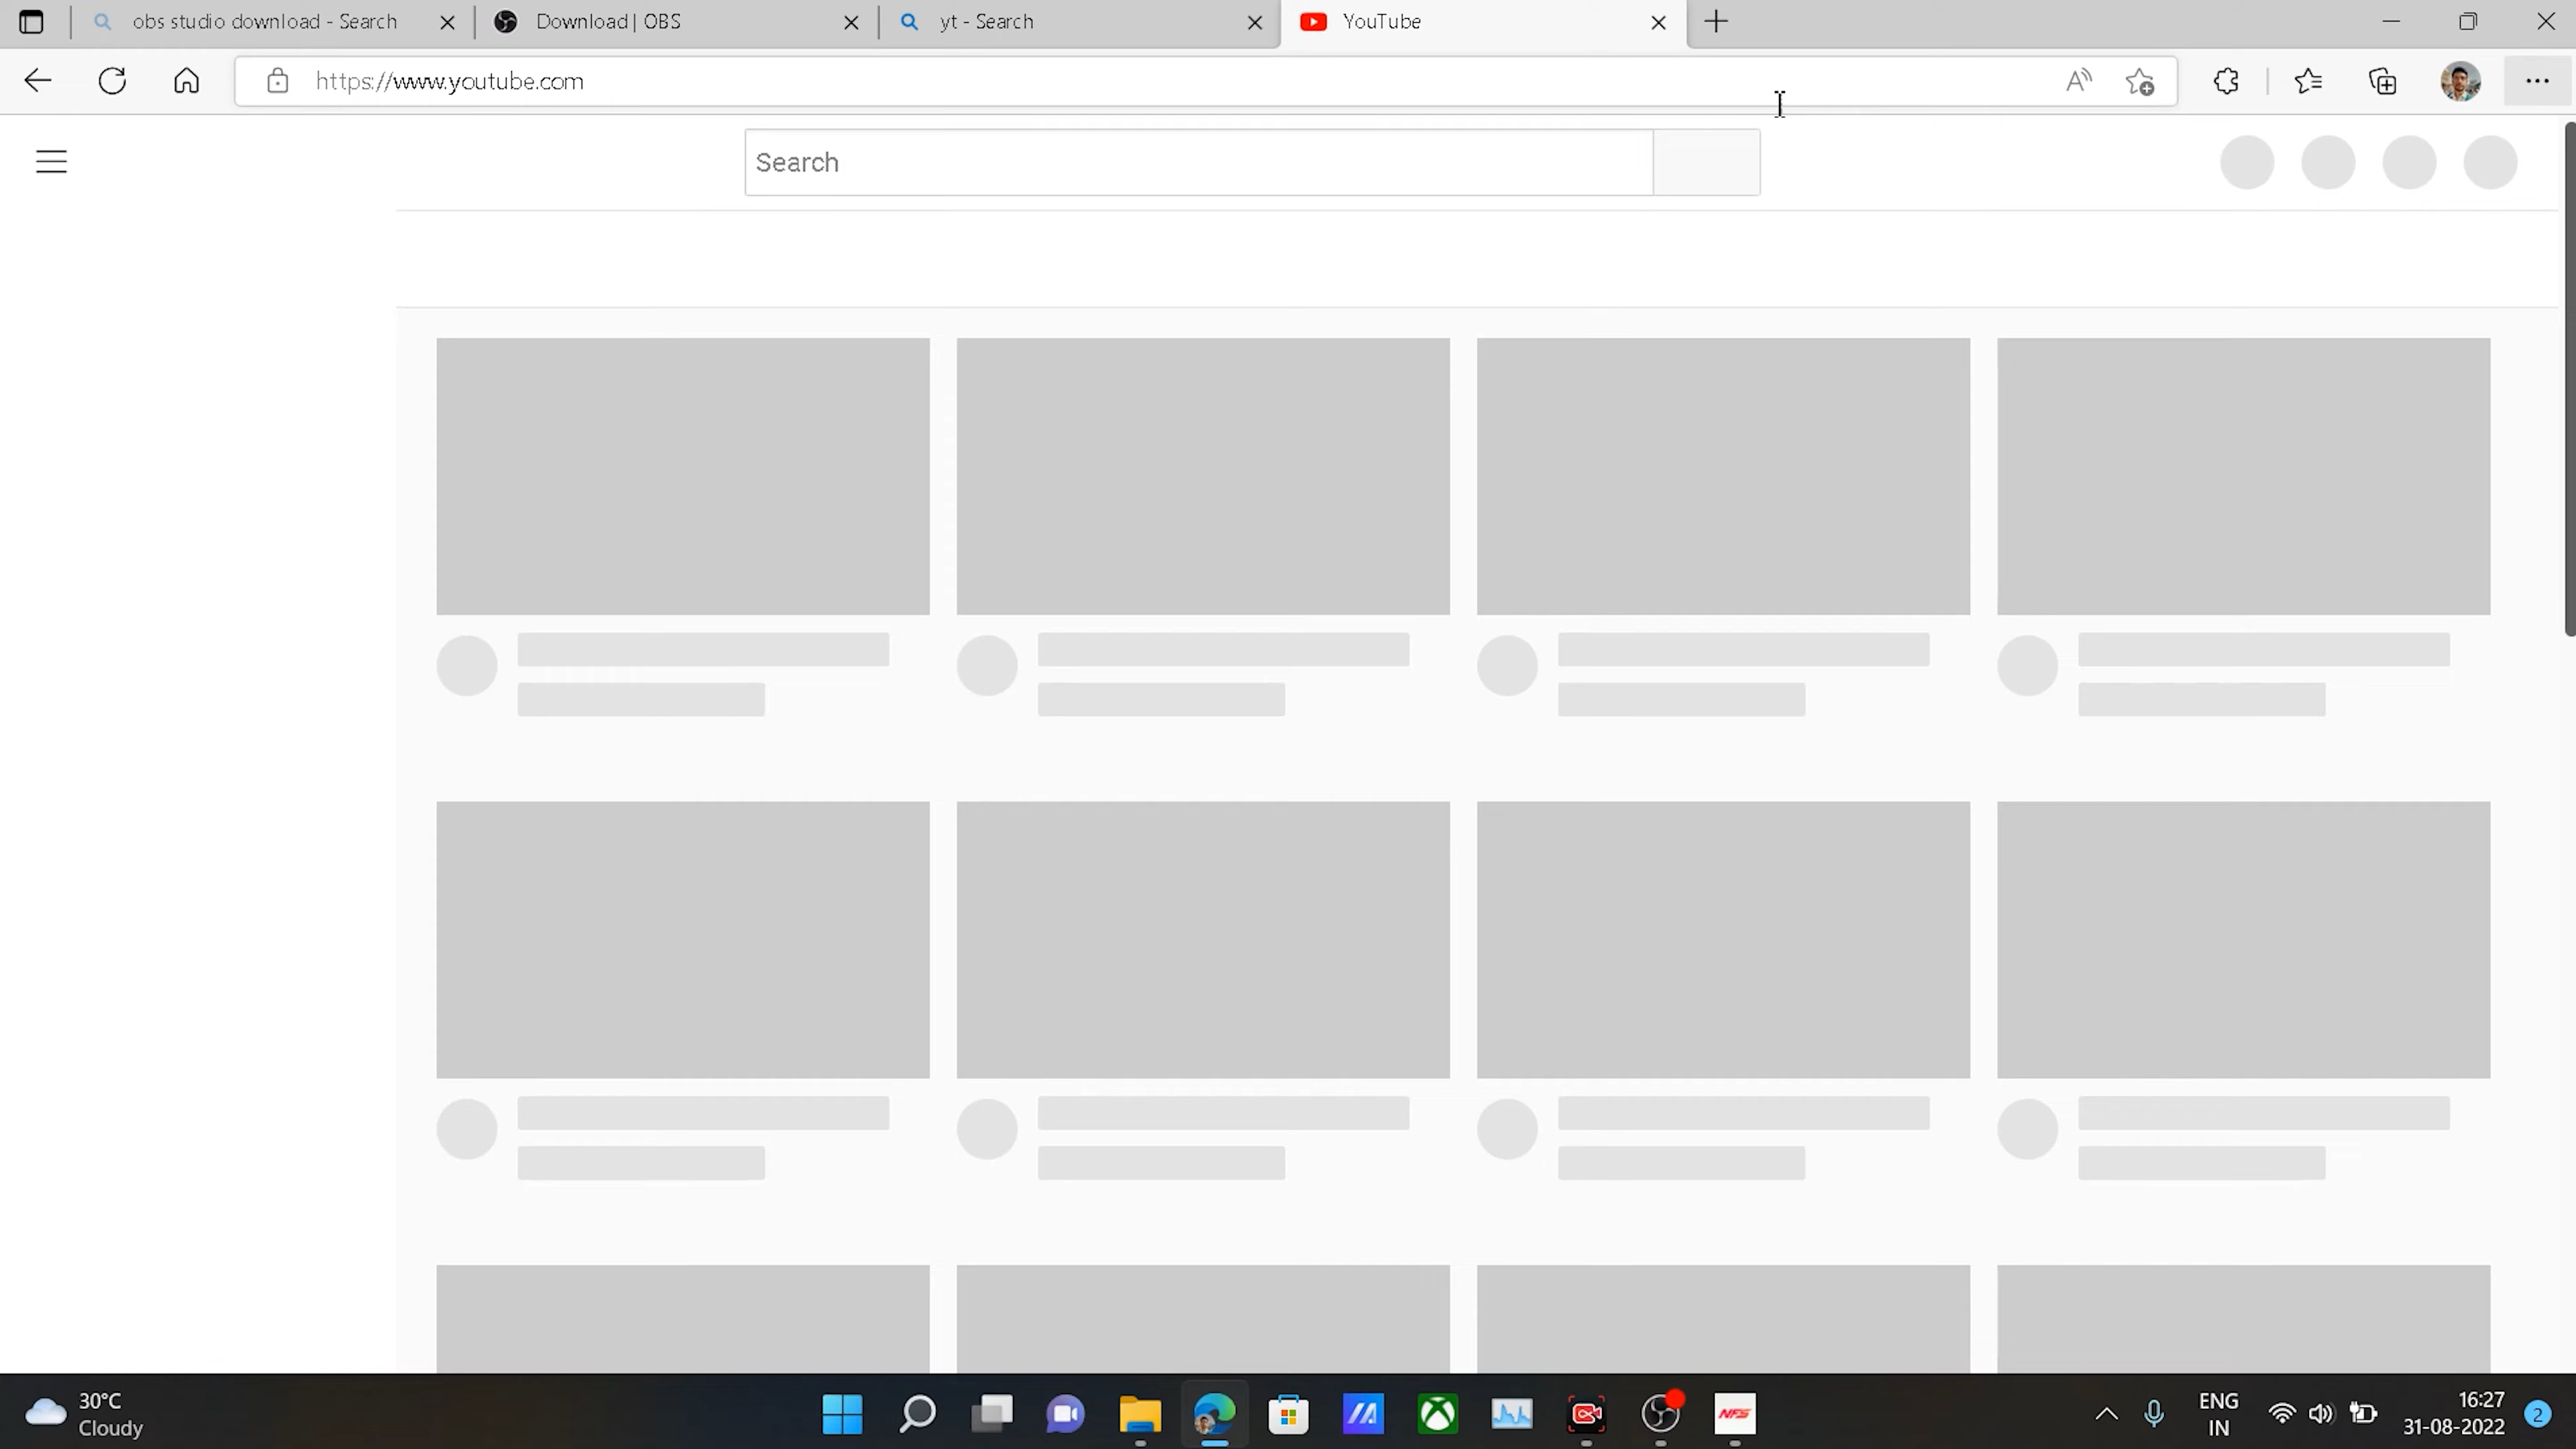 obs studio download - Search
Download | OBS
yt - Search
YouTube
https://www.youtube.com
Search
30°C
Cloudy
NFS
ENG
IN
16:27
31-08-2022
2